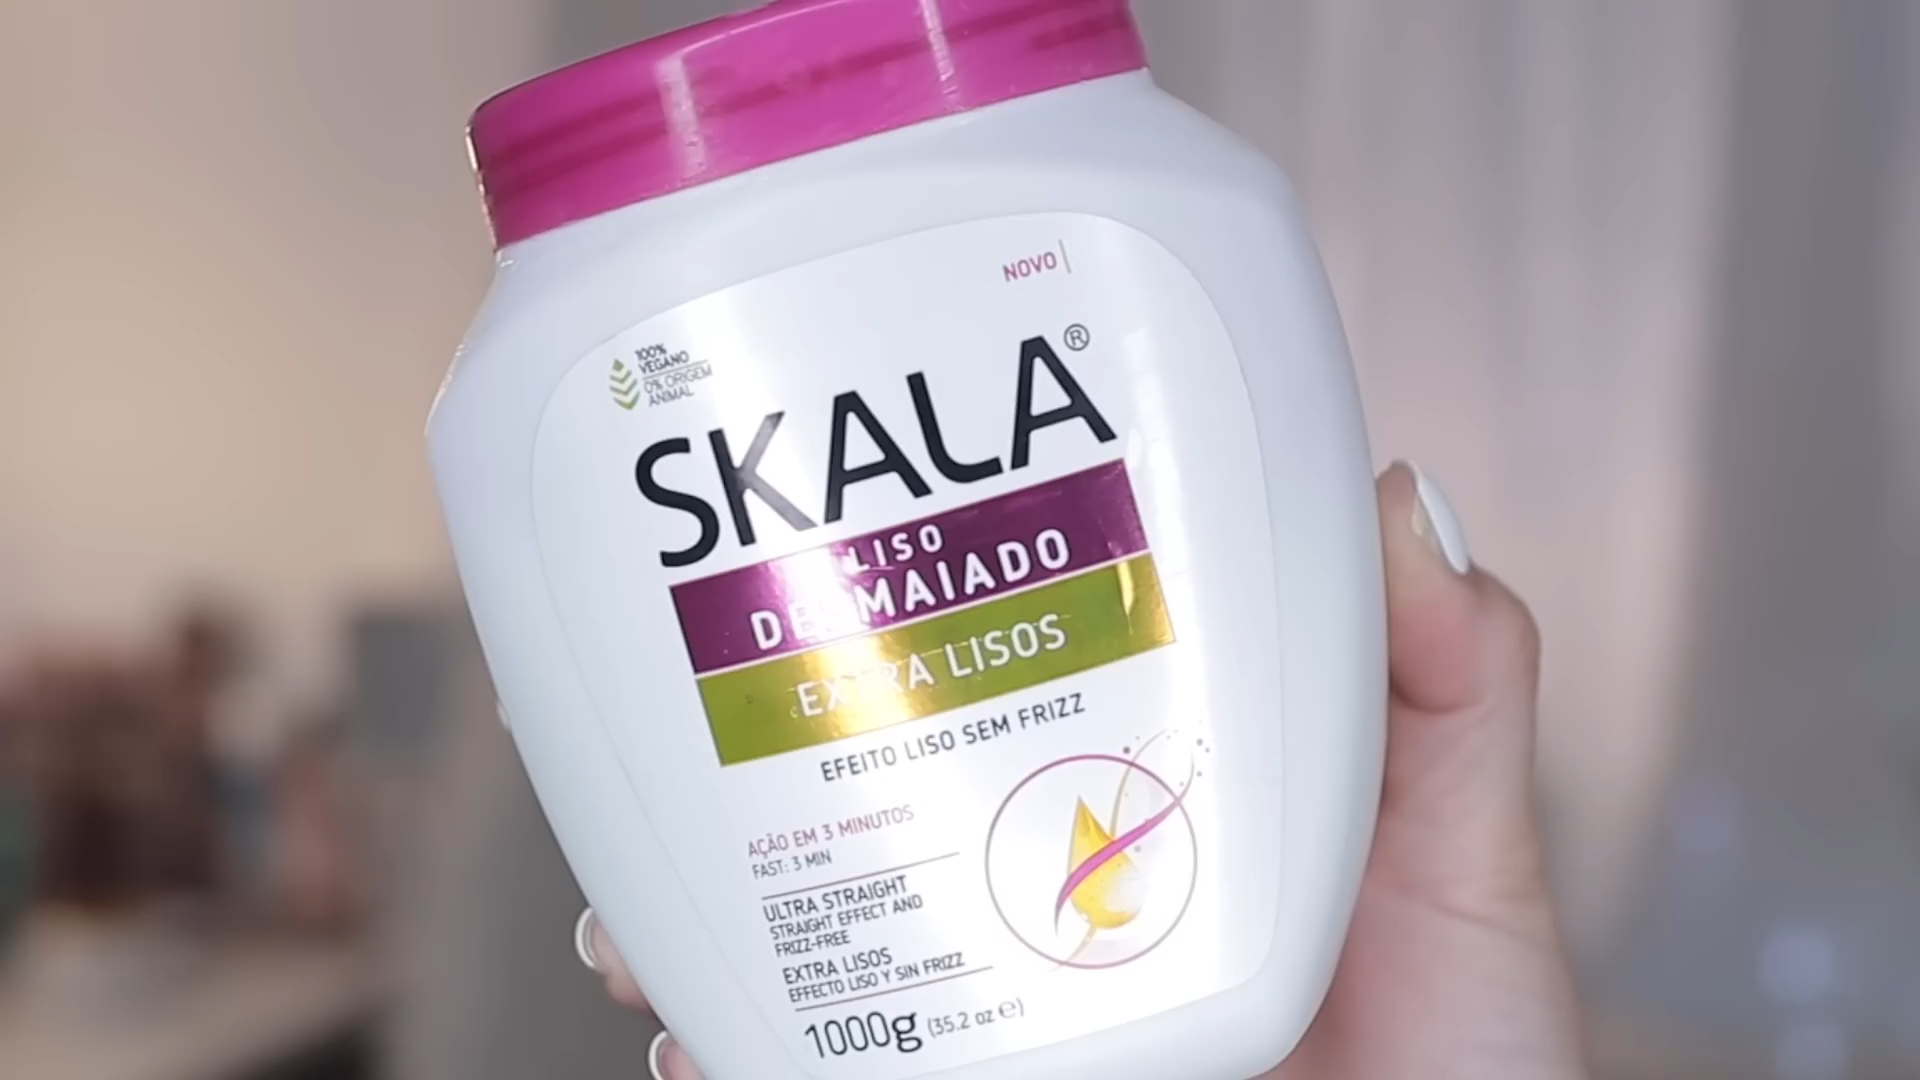 NOVO
100%
VEGANO
0% ORIGEM
ANIMAL
SKALA®
LISO
DESMAIADO
EXTRA LISOS
EFEITO LISO SEM FRIZZ
AÇÃO EM 3 MINUTOS
FAST: 3 MIN
ULTRA STRAIGHT
STRAIGHT EFFECT AND
FRIZZ-FREE
EXTRA LISOS
EFFECTO LISO Y SIN FRIZZ
1000g (35.2 oz ℮)